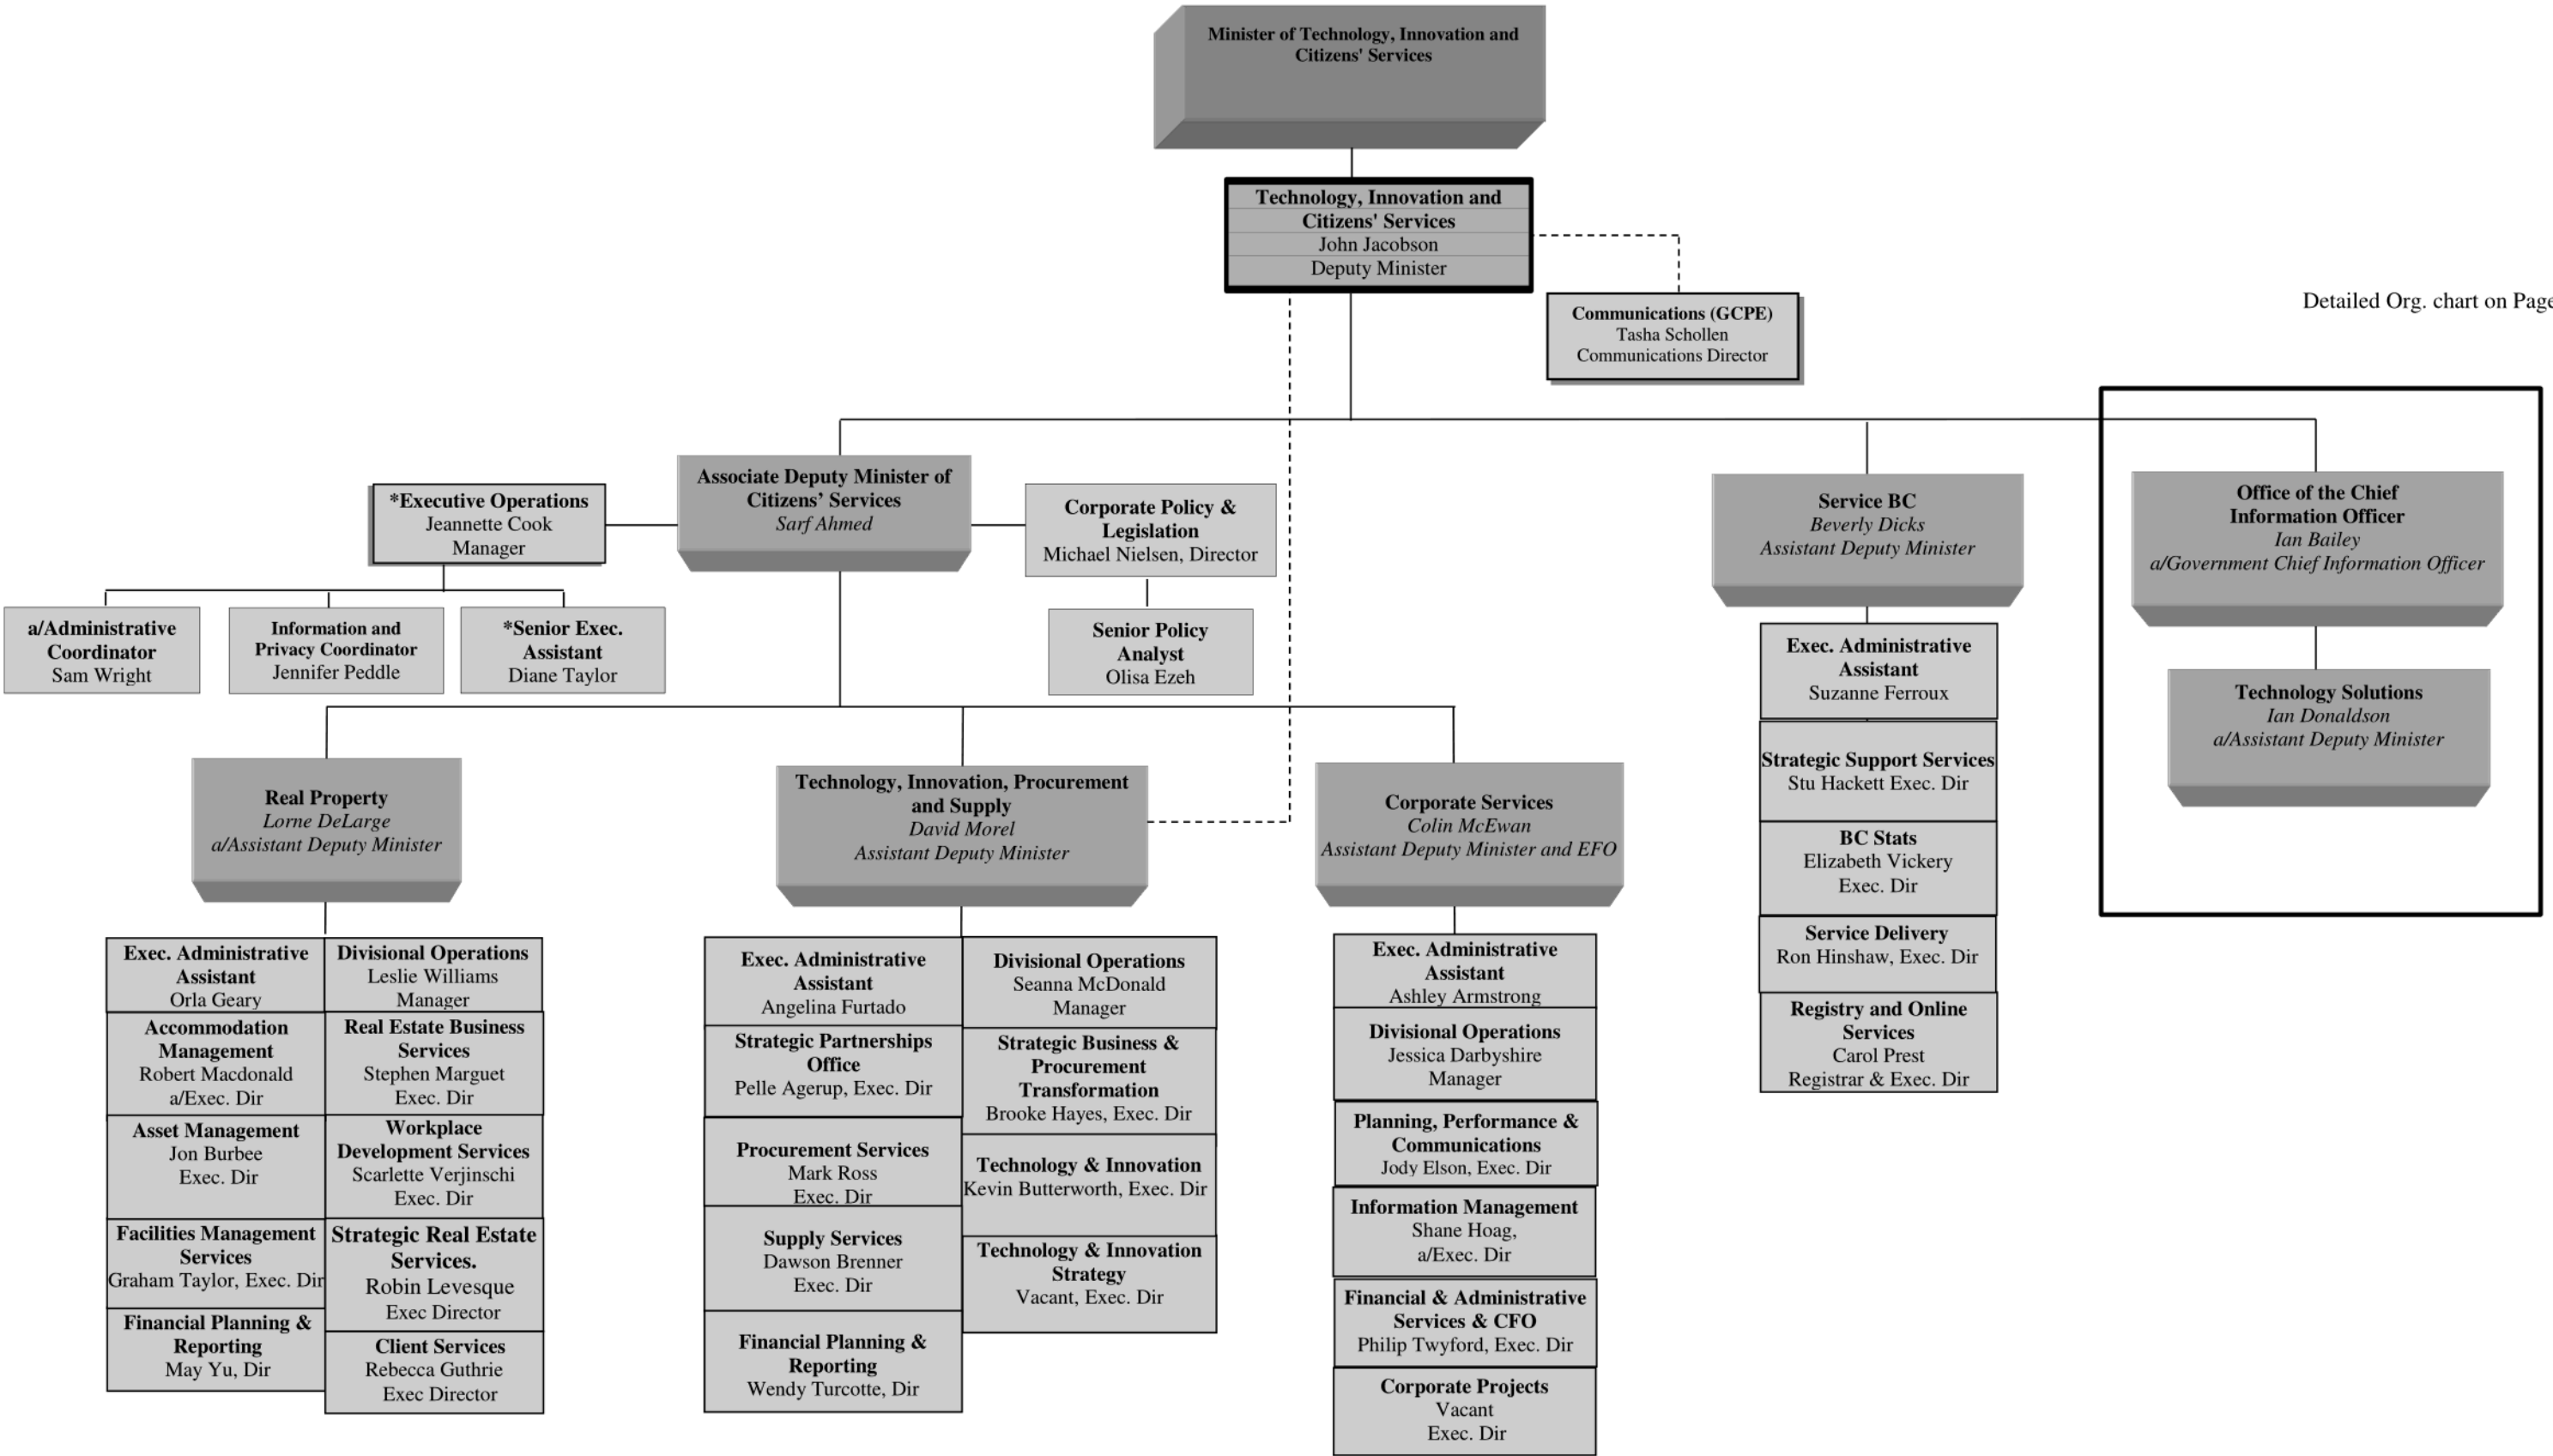 Minister of Technology, Innovation and
Citizens' Services
Technology, Innovation and
Citizens' Services
John Jacobson
Deputy Minister
Communications (GCPE)
Tasha Schollen
Communications Director
Detailed Org. chart on Page
Associate Deputy Minister of
Citizens’ Services
Sarf Ahmed
*Executive Operations
Jeannette Cook
Manager
Corporate Policy &
Legislation
Michael Nielsen, Director
Service BC
Beverly Dicks
Assistant Deputy Minister
Office of the Chief
Information Officer
Ian Bailey
a/Government Chief Information Officer
a/Administrative
Coordinator
Sam Wright
Information and
Privacy Coordinator
Jennifer Peddle
*Senior Exec.
Assistant
Diane Taylor
Senior Policy
Analyst
Olisa Ezeh
Technology Solutions
Ian Donaldson
a/Assistant Deputy Minister
Real Property
Lorne DeLarge
a/Assistant Deputy Minister
Technology, Innovation, Procurement
and Supply
David Morel
Assistant Deputy Minister
Corporate Services
Colin McEwan
Assistant Deputy Minister and EFO
Exec. Administrative
Assistant
Suzanne Ferroux
Strategic Support Services
Stu Hackett Exec. Dir
BC Stats
Elizabeth Vickery
Exec. Dir
Service Delivery
Ron Hinshaw, Exec. Dir
Registry and Online
Services
Carol Prest
Registrar & Exec. Dir
Exec. Administrative
Assistant
Orla Geary
Accommodation
Management
Robert Macdonald
a/Exec. Dir
Asset Management
Jon Burbee
Exec. Dir
Facilities Management
Services
Graham Taylor, Exec. Dir
Financial Planning &
Reporting
May Yu, Dir
Divisional Operations
Leslie Williams
Manager
Real Estate Business
Services
Stephen Marguet
Exec. Dir
Workplace
Development Services
Scarlette Verjinschi
Exec. Dir
Strategic Real Estate
Services.
Robin Levesque
Exec Director
Client Services
Rebecca Guthrie
Exec Director
Exec. Administrative
Assistant
Angelina Furtado
Strategic Partnerships
Office
Pelle Agerup, Exec. Dir
Procurement Services
Mark Ross
Exec. Dir
Supply Services
Dawson Brenner
Exec. Dir
Financial Planning &
Reporting
Wendy Turcotte, Dir
Divisional Operations
Seanna McDonald
Manager
Strategic Business &
Procurement
Transformation
Brooke Hayes, Exec. Dir
Technology & Innovation
Kevin Butterworth, Exec. Dir
Technology & Innovation
Strategy
Vacant, Exec. Dir
Exec. Administrative
Assistant
Ashley Armstrong
Divisional Operations
Jessica Darbyshire
Manager
Planning, Performance &
Communications
Jody Elson, Exec. Dir
Information Management
Shane Hoag,
a/Exec. Dir
Financial & Administrative
Services & CFO
Philip Twyford, Exec. Dir
Corporate Projects
Vacant
Exec. Dir